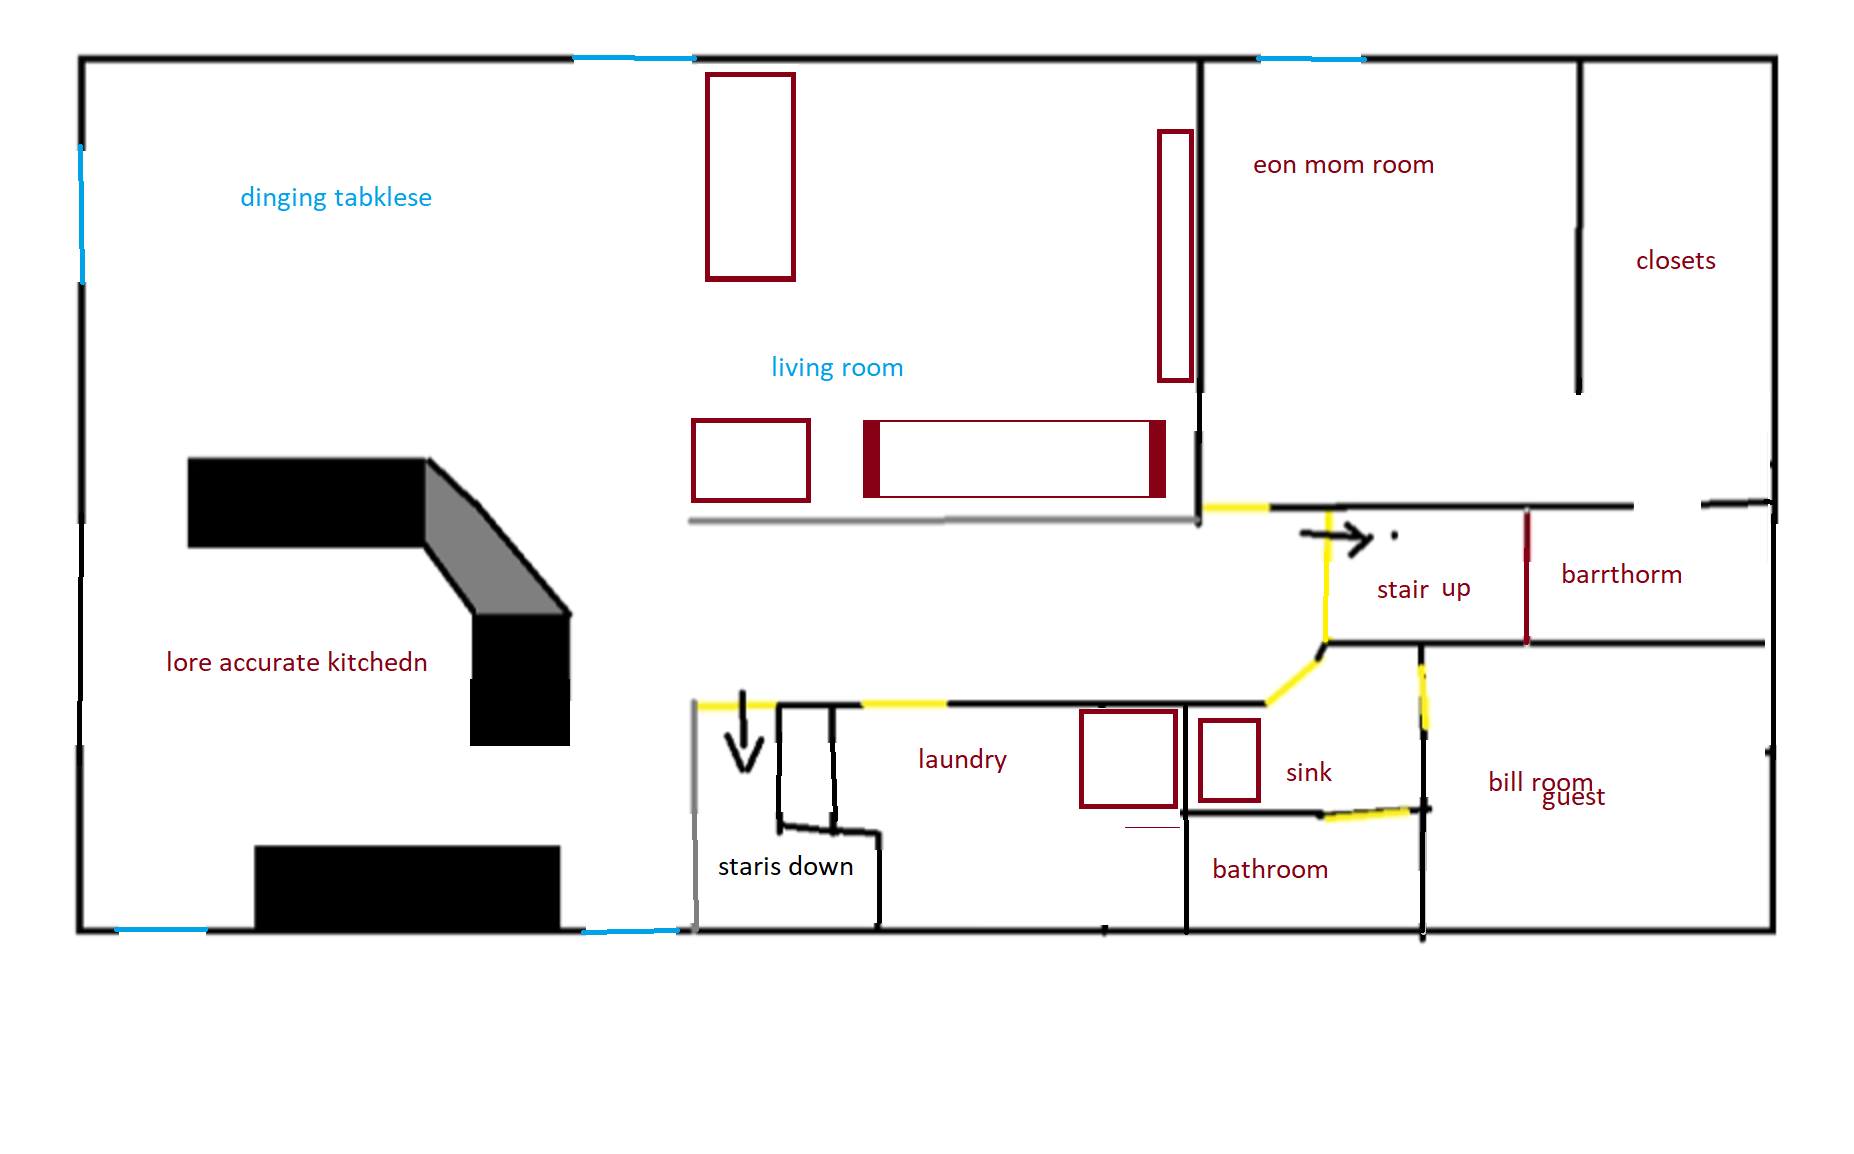 eon mom room
dinging tabklese
closets
living room
barrthorm
stair up
lore accurate kitchedn
laundry
sink
bill room
guest
staris down
bathroom